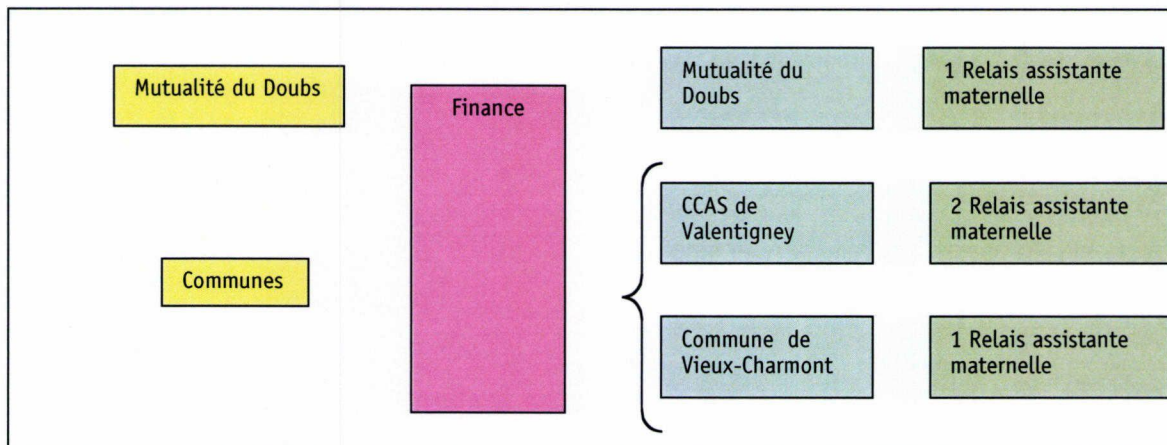 Mutualité du Doubs
Communes
Finance
Mutualité du
Doubs
1 Relais assistante
maternelle
CCAS de
Valentigney
2 Relais assistante
maternelle
Commune de
Vieux-Charmont
1 Relais assistante
maternelle